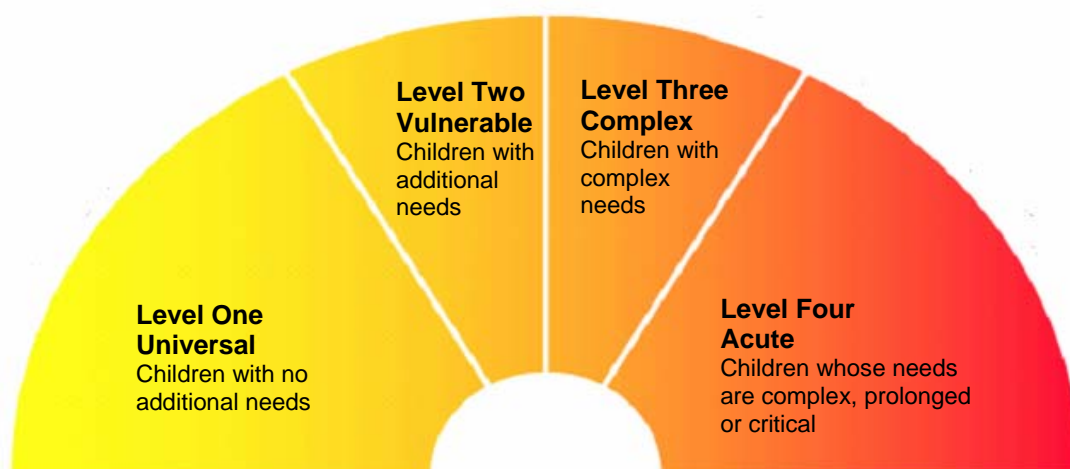 Level One
Universal
Children with no
additional needs
Level Two
Vulnerable
Children with
additional
needs
Level Three
Complex
Children with
complex
needs
Level Four
Acute
Children whose needs
are complex, prolonged
or critical